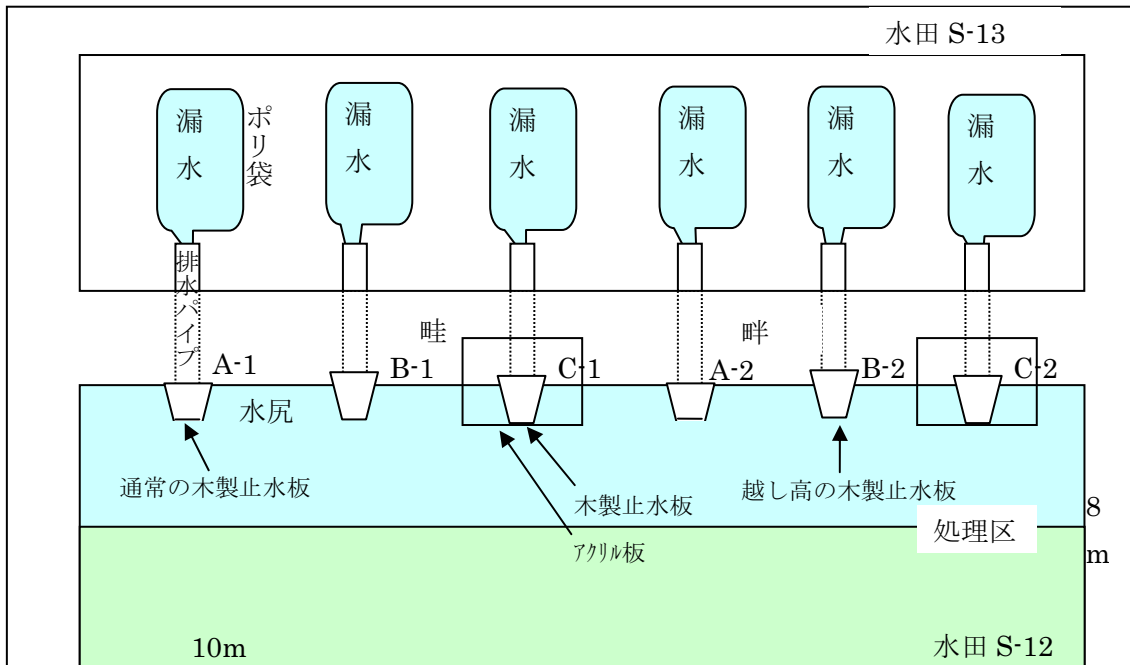 水田 S-13
漏水
ポリ袋
漏水
漏水
漏水
漏水
漏水
排水パイプ
畦
畔
A-1
B-1
C-1
A-2
B-2
C-2
水尻
通常の木製止水板
木製止水板
越し高の木製止水板
アクリル板
処理区
8
m
10m
水田 S-12